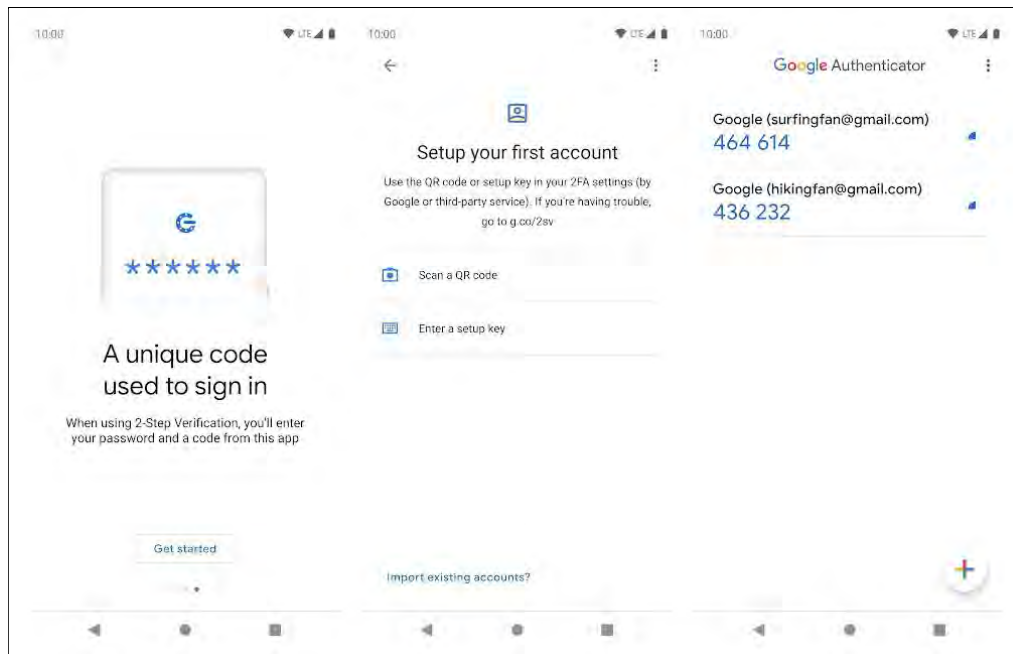 10:00
LTE
******
A unique code
used to sign in
When using 2-Step Verification, you'll enter
your password and a code from this app
Get started
10:00
LTE
Setup your first account
Use the QR code or setup key in your 2FA settings (by
Google or third-party service). If you're having trouble,
go to g.co/2sv
Scan a QR code
Enter a setup key
Import existing accounts?
10:00
LTE
Google Authenticator
Google (surfingfan@gmail.com)
464 614
Google (hikingfan@gmail.com)
436 232